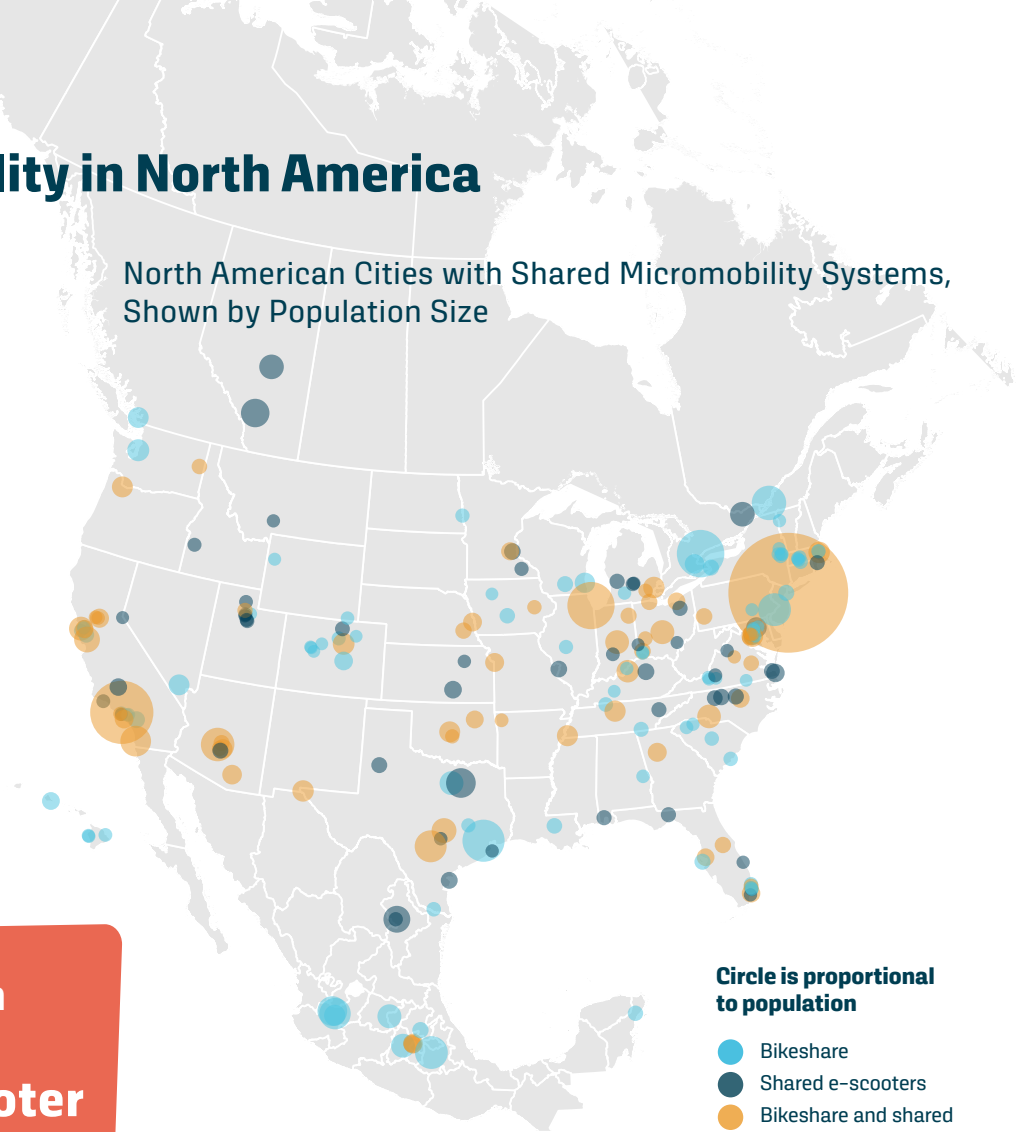 lity in North America
North American Cities with Shared Micromobility Systems,
Shown by Population Size
oter
Circle is proportional
to population
Bikeshare
Shared e-scooters
Bikeshare and shared